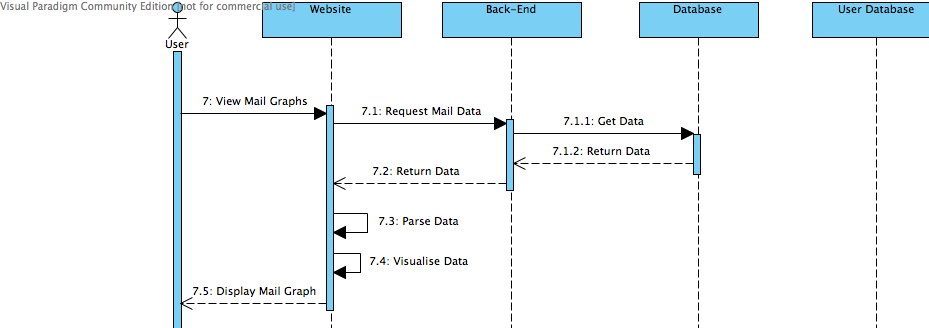 Visual Paradigm Community Edition [not for commercial use]
Website
Back-End
Database
User Database
User
7: View Mail Graphs
7.1: Request Mail Data
7.1.1: Get Data
7.1.2: Return Data
7.2: Return Data
7.3: Parse Data
7.4: Visualise Data
7.5: Display Mail Graph